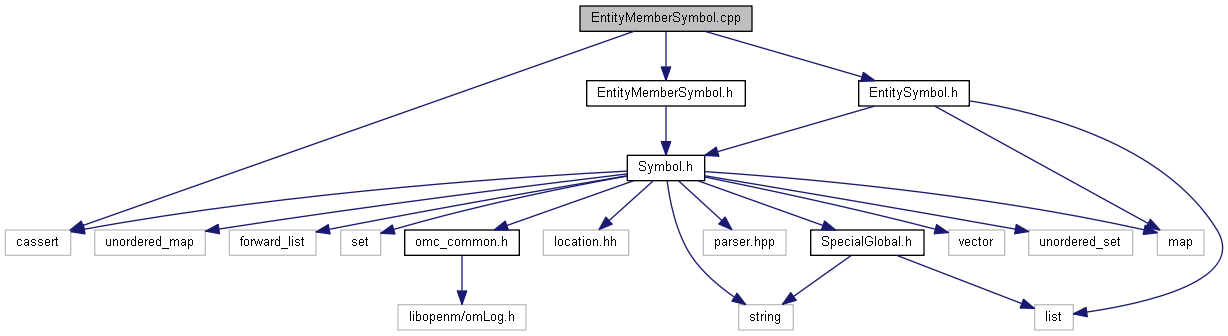 EntityMemberSymbol.cpp
EntityMemberSymbol.h
EntitySymbol.h
Symbol.h
cassert
unordered_map
forward_list
set
omc_common.h
location.hh
parser.hpp
SpecialGlobal.h
vector
unordered_set
map
libopenm/omLog.h
string
list